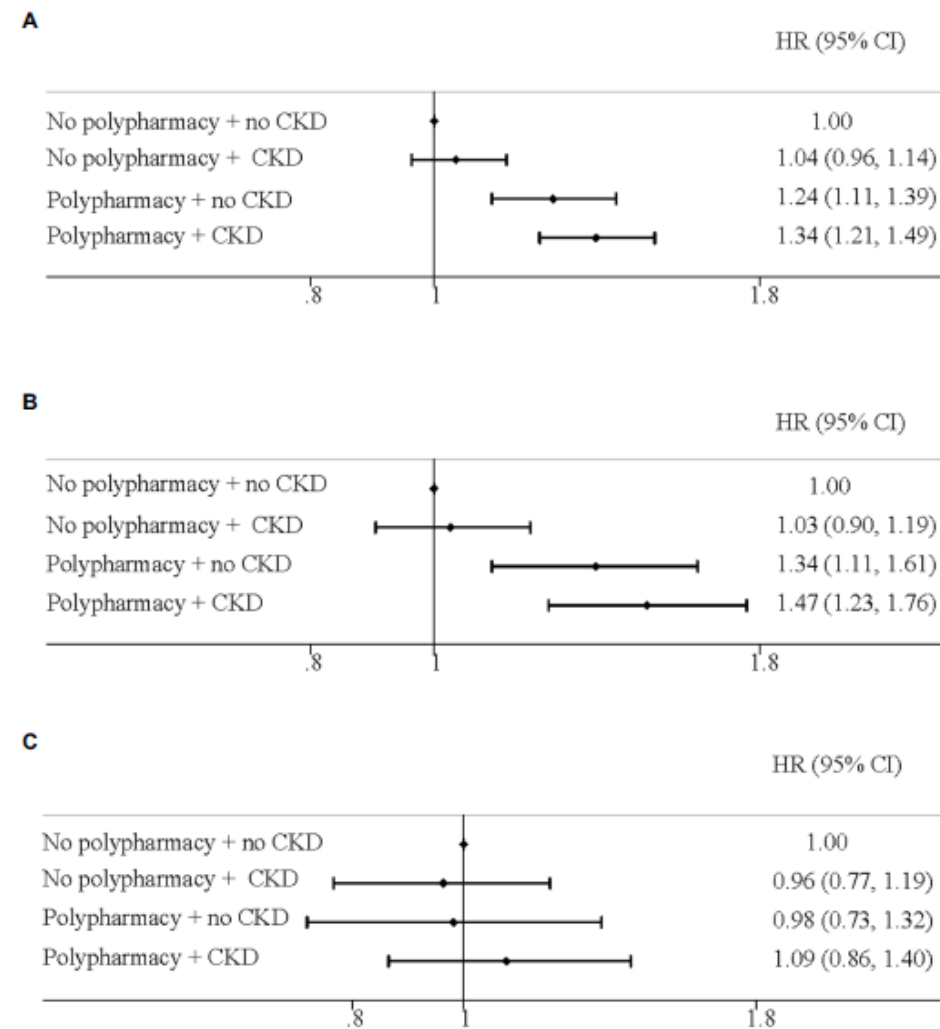 A
HR (95% CI)
No polypharmacy + no CKD 1.00
No polypharmacy + CKD 1.04 (0.96, 1.14)
Polypharmacy + no CKD 1.24 (1.11, 1.39)
Polypharmacy + CKD 1.34 (1.21, 1.49)
.8 1 1.8
B
HR (95% CI)
No polypharmacy + no CKD 1.00
No polypharmacy + CKD 1.03 (0.90, 1.19)
Polypharmacy + no CKD 1.34 (1.11, 1.61)
Polypharmacy + CKD 1.47 (1.23, 1.76)
.8 1 1.8
C
HR (95% CI)
No polypharmacy + no CKD 1.00
No polypharmacy + CKD 0.96 (0.77, 1.19)
Polypharmacy + no CKD 0.98 (0.73, 1.32)
Polypharmacy + CKD 1.09 (0.86, 1.40)
.8 1 1.8